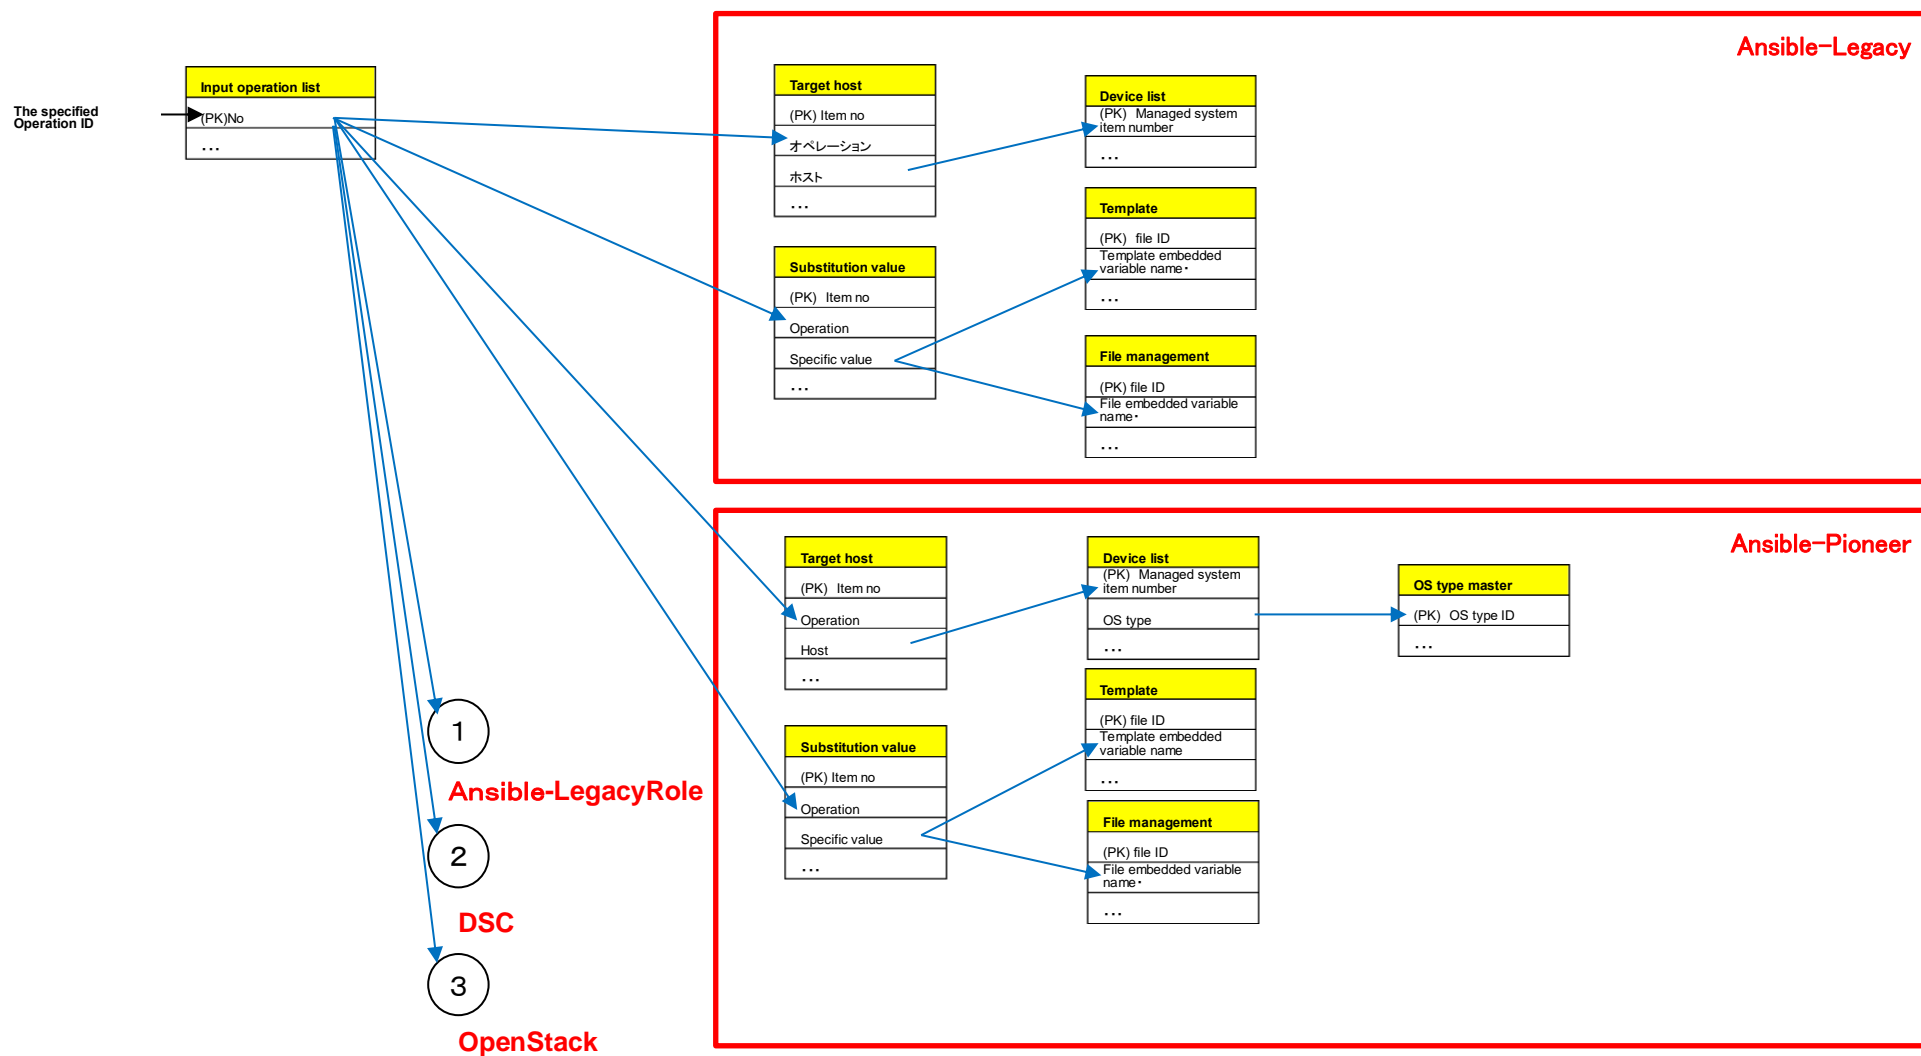 The specified
Operation ID
Input operation list
(PK)No
...
Ansible-Legacy
Target host
(PK) Item no
オペレーション
ホスト
...
Device list
(PK) Managed system
item number
...
Template
(PK) file ID
Template embedded
variable name・
...
Substitution value
(PK) Item no
Operation
Specific value
...
File management
(PK) file ID
File embedded variable
name・
...
Ansible-Pioneer
Target host
(PK) Item no
Operation
Host
...
Device list
(PK) Managed system
item number
OS type
...
OS type master
(PK) OS type ID
...
Template
(PK) file ID
Template embedded
variable name
...
Substitution value
(PK) Item no
Operation
Specific value
...
File management
(PK) file ID
File embedded variable
name・
...
1
Ansible-LegacyRole
2
DSC
3
OpenStack